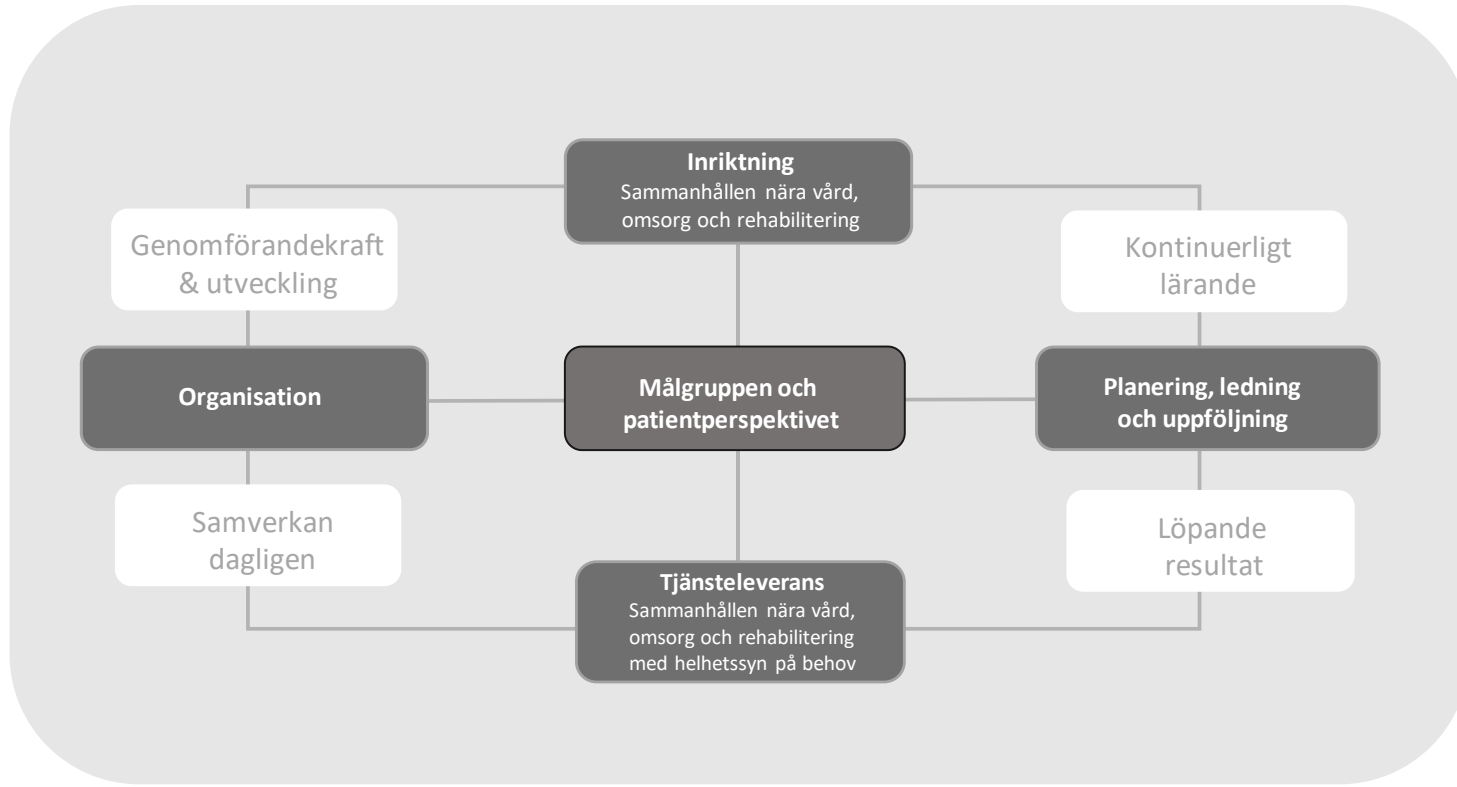 Inriktning
Sammanhållen nära vård,
omsorg och rehabilitering
Genomförandekraft
& utveckling
Kontinuerligt
lärande
Organisation
Målgruppen och
patientperspektivet
Planering, ledning
och uppföljning
Samverkan
dagligen
Löpande
resultat
Tjänsteleverans
Sammanhållen nära vård,
omsorg och rehabilitering
med helhetssyn på behov